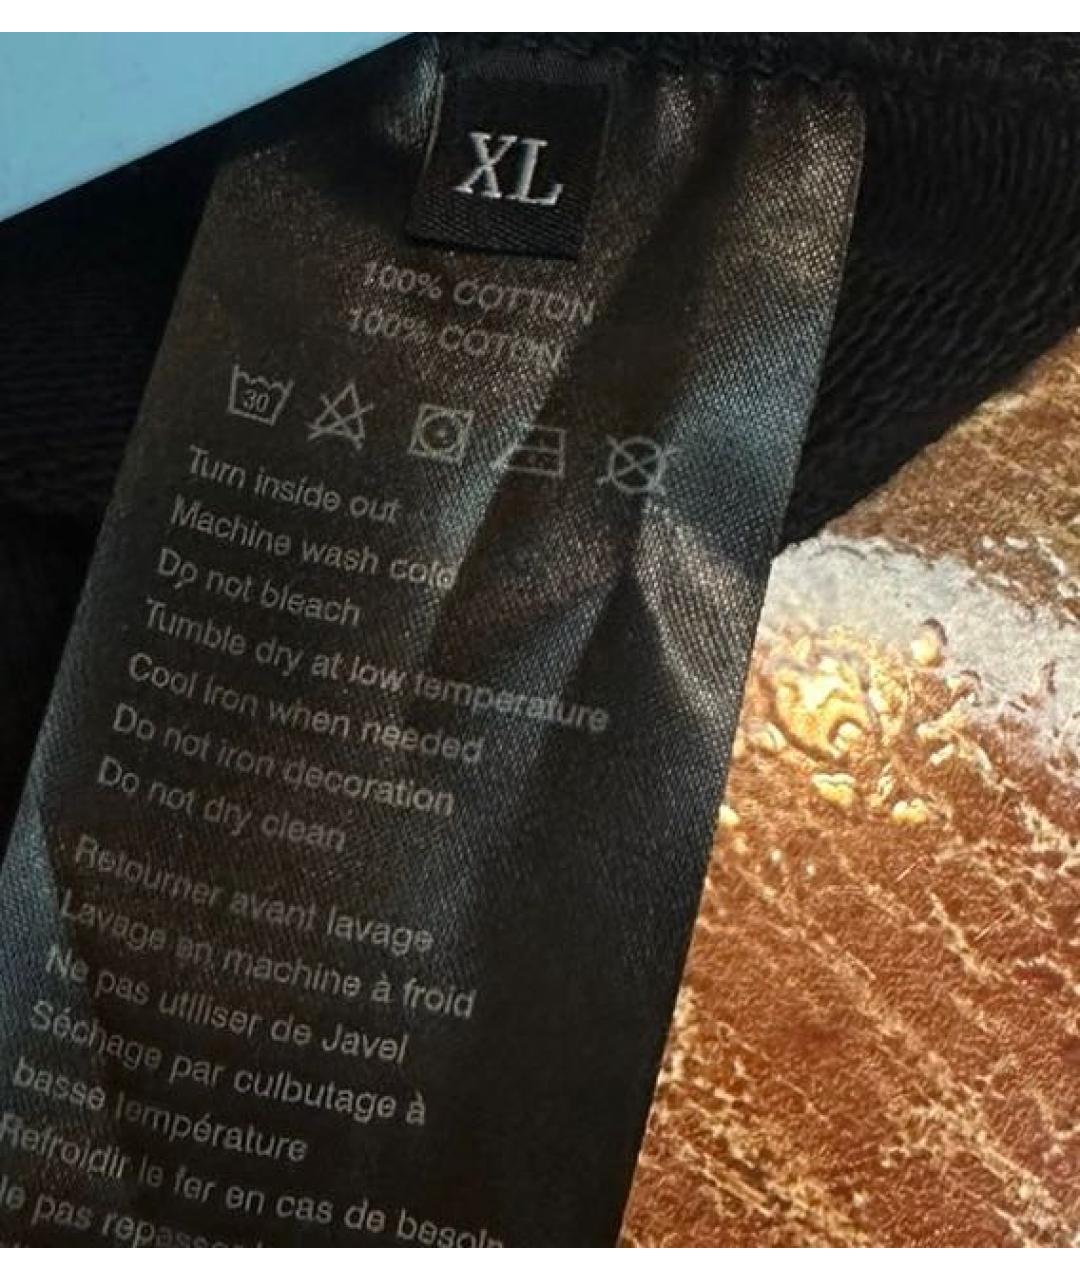 XL
100% COTTON
100% COTON
30
Turn inside out
Machine wash cold
Do not bleach
Tumble dry at low temperature
Cool Iron when needed
Do not iron decoration
Do not dry clean
Retourner avant lavage
Lavage en machine à froid
Ne pas utiliser de Javel
Séchage par culbutage à
basse température
Refroidir le fer en cas de besoin
pas